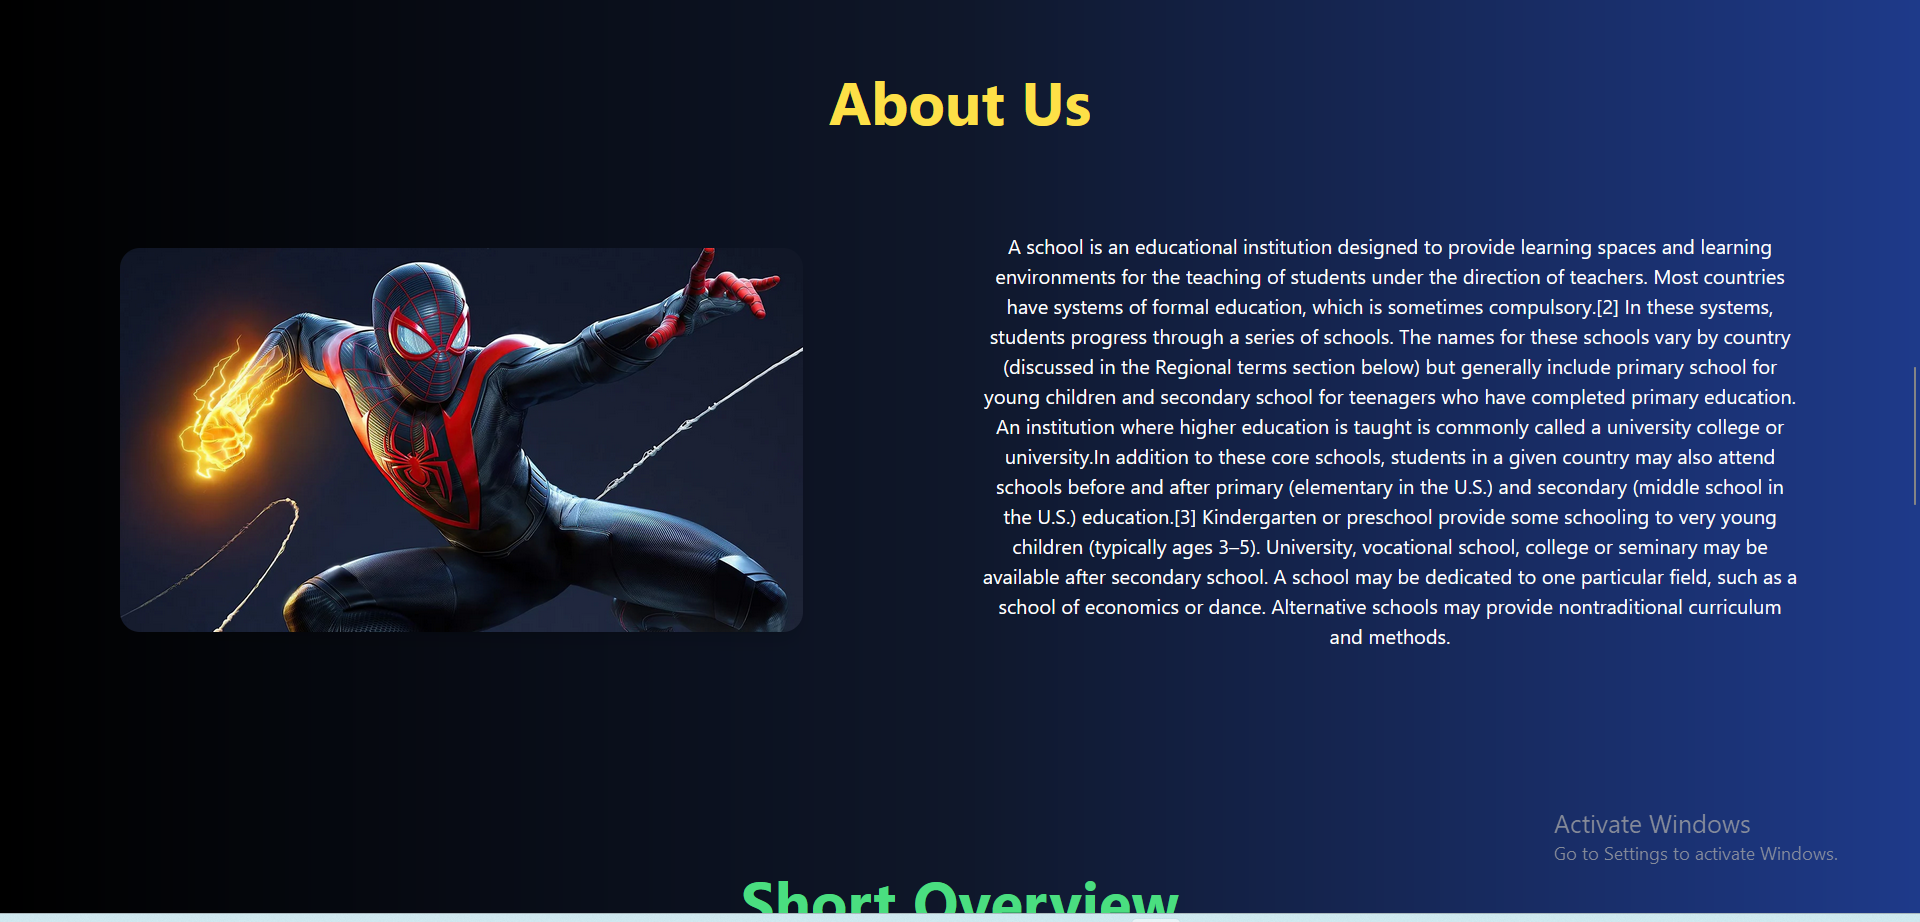 About Us
A school is an educational institution designed to provide learning spaces and learning
environments for the teaching of students under the direction of teachers. Most countries
have systems of formal education, which is sometimes compulsory.[2] In these systems,
students progress through a series of schools. The names for these schools vary by country
(discussed in the Regional terms section below) but generally include primary school for
young children and secondary school for teenagers who have completed primary education.
An institution where higher education is taught is commonly called a university college or
university.In addition to these core schools, students in a given country may also attend
schools before and after primary (elementary in the U.S.) and secondary (middle school in
the U.S.) education.[3] Kindergarten or preschool provide some schooling to very young
children (typically ages 3–5). University, vocational school, college or seminary may be
available after secondary school. A school may be dedicated to one particular field, such as a
school of economics or dance. Alternative schools may provide nontraditional curriculum
and methods.
Activate Windows
Go to Settings to activate Windows.
Short Overview